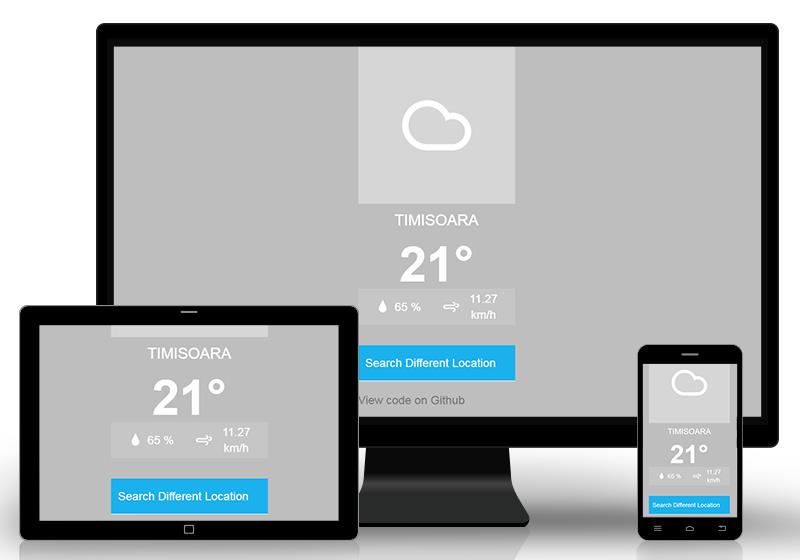 TIMISOARA
21°
65 %
11.27
km/h
Search Different Location
View code on Github
TIMISOARA
21°
65 %
11.27
km/h
Search Different Location
TIMISOARA
21°
65 %
11.27
km/h
Search Different Location